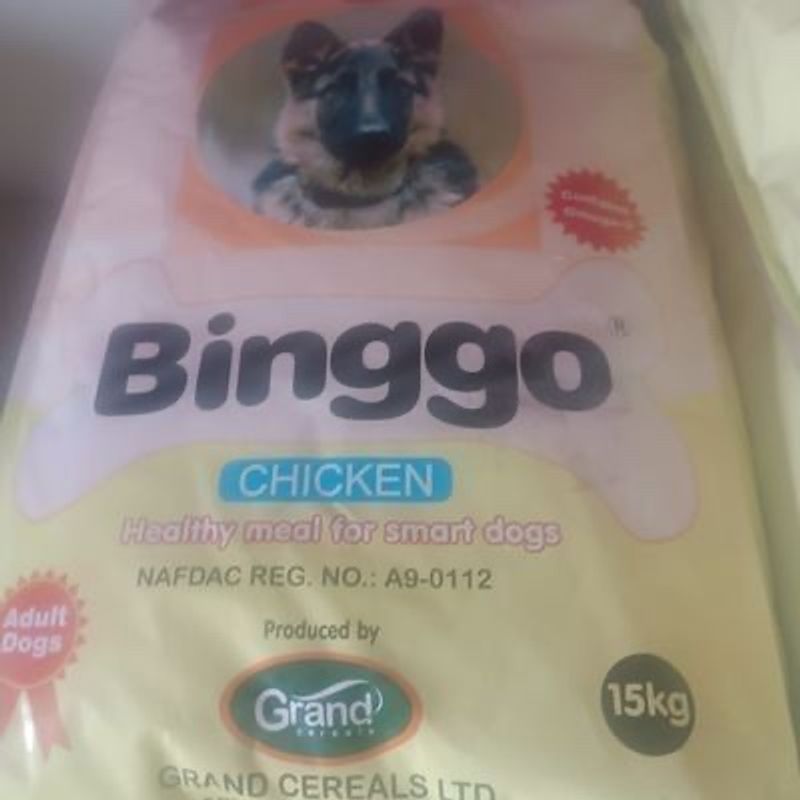 Binggo®
CHICKEN
Healthy meal for smart dogs
NAFDAC REG. NO.: A9-0112
Adult
Dogs
Produced by
Grand
cereals
15kg
GRAND CEREALS LTD